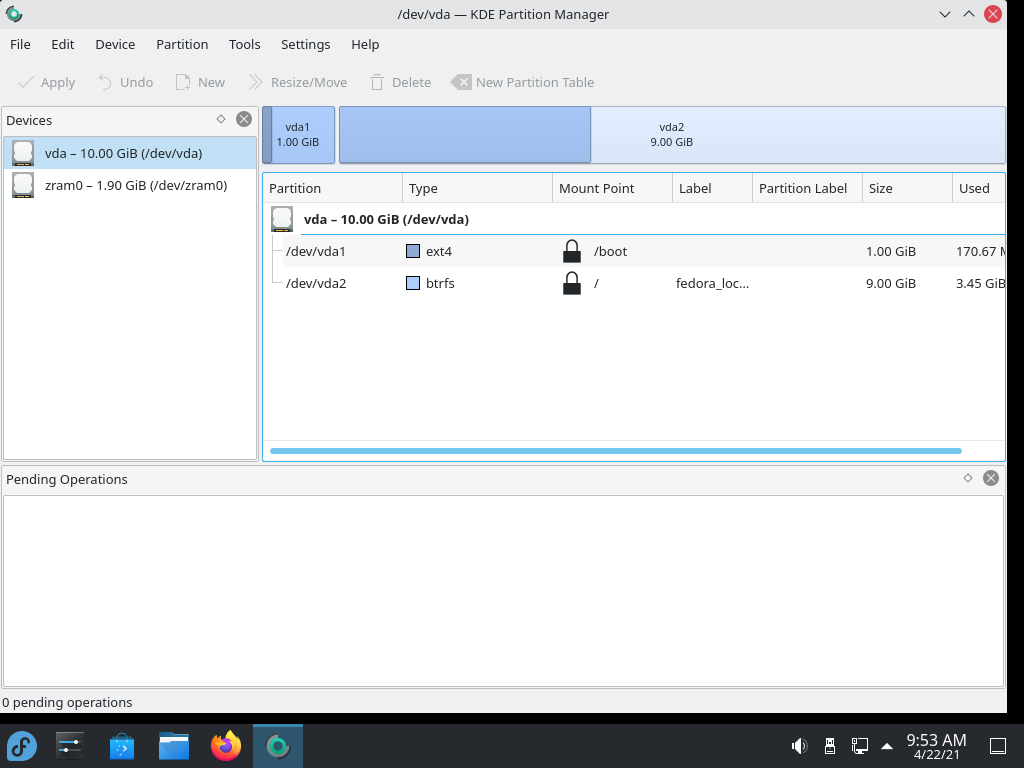 /dev/vda — KDE Partition Manager
File Edit Device Partition Tools Settings Help
Apply Undo New Resize/Move Delete New Partition Table
Devices
vda – 10.00 GiB (/dev/vda)
zram0 – 1.90 GiB (/dev/zram0)
vda1
1.00 GiB
vda2
9.00 GiB
Partition Type Mount Point Label Partition Label Size Used
vda – 10.00 GiB (/dev/vda)
/dev/vda1 ext4 /boot 1.00 GiB 170.67 M
/dev/vda2 btrfs / fedora_loc... 9.00 GiB 3.45 GiB
Pending Operations
0 pending operations
9:53 AM
4/22/21